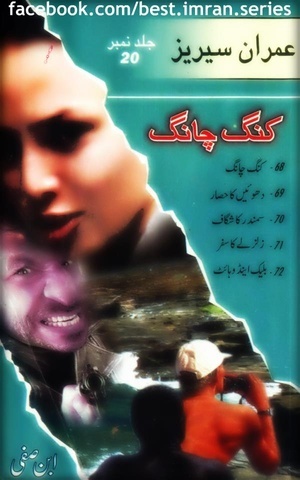 facebook.com/best.imran.series
عمران سیریز
جلد نمبر
20
کنگ چانگ
68- کنگ چانگ
69- دھوئیں کا حصار
70- سمندر کا شگاف
71- زلزلے کا سفر
72- بلیک اینڈ وہائٹ
ابن صفی